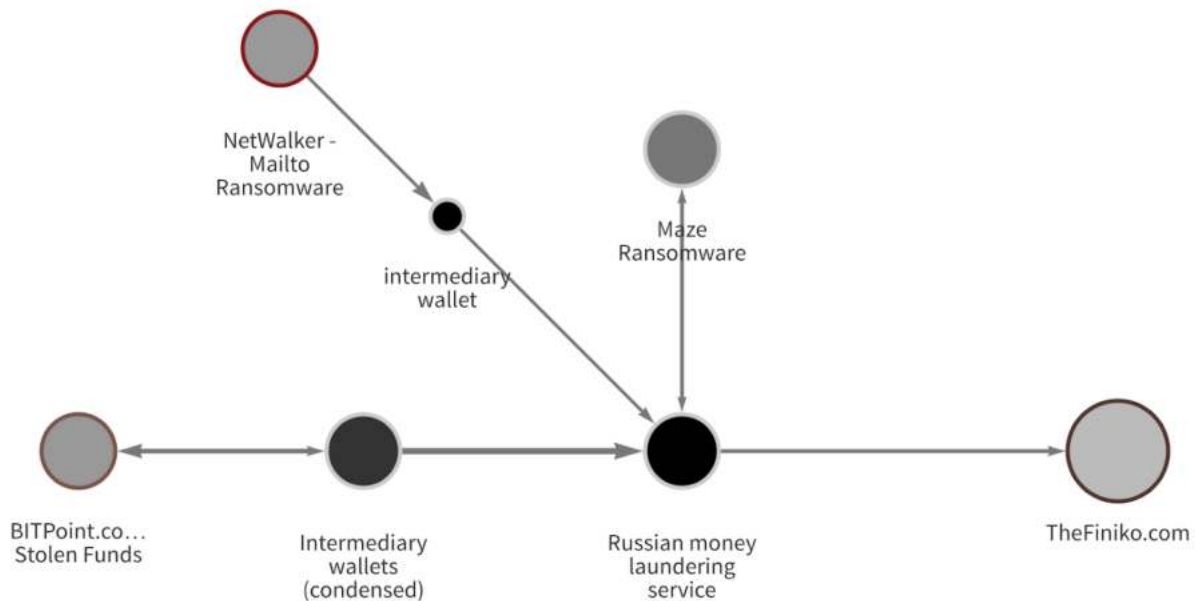 NetWalker -
Mailto
Ransomware
Maze
Ransomware
intermediary
wallet
BITPoint.co...
Stolen Funds
Intermediary
wallets
(condensed)
Russian money
laundering
service
TheFiniko.com